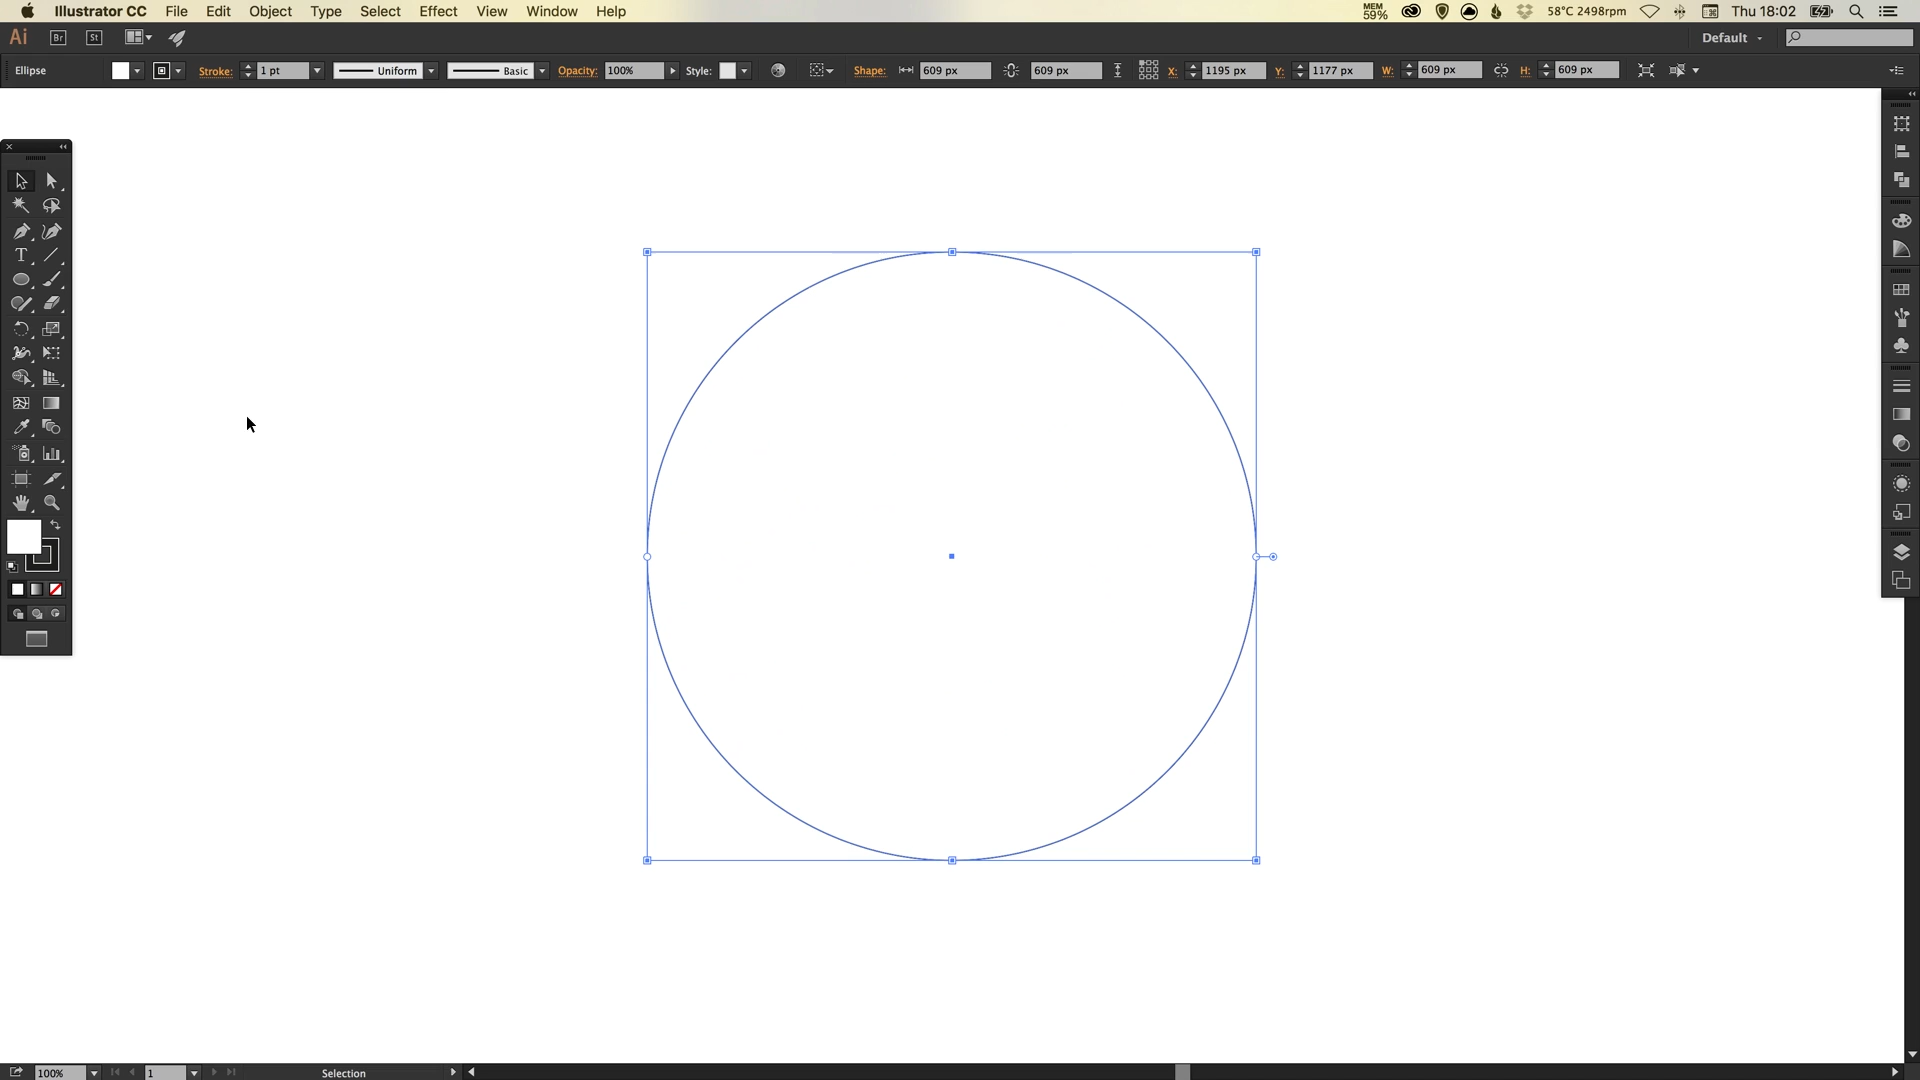 Illustrator CC File Edit Object Type Select Effect View Window Help MEM 59% 58°C 2498rpm Thu 18:02
Ai Br St Default
Ellipse Stroke: 1 pt Uniform Basic Opacity: 100% Style: Shape: 609 px 609 px X: 1195 px Y: 1177 px W: 609 px H: 609 px
T
100% 1 Selection